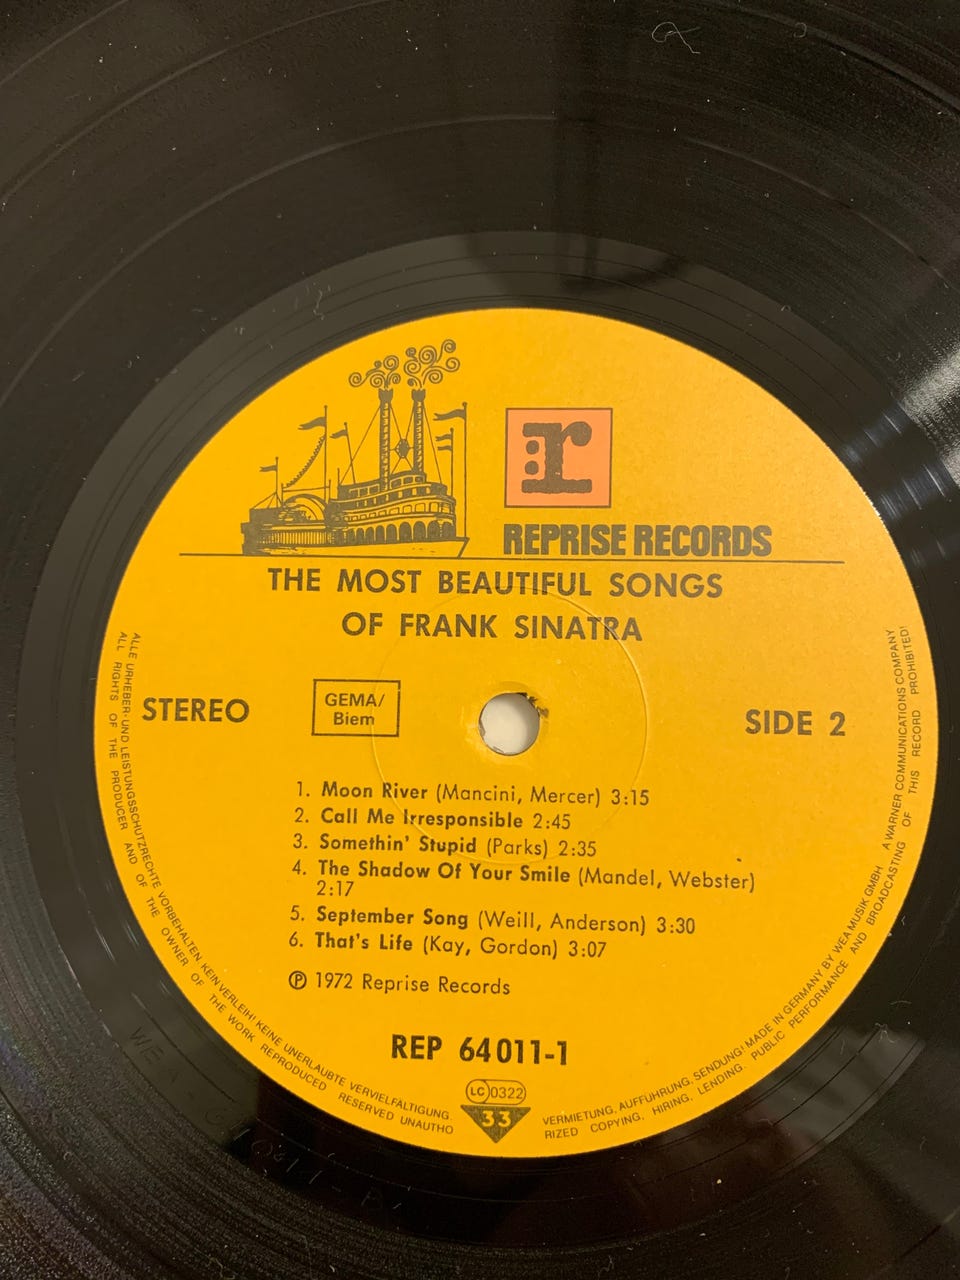 r
REPRISE RECORDS
THE MOST BEAUTIFUL SONGS
OF FRANK SINATRA
STEREO
GEMA/
Biem
SIDE 2
1. Moon River (Mancini, Mercer) 3:15
2. Call Me Irresponsible 2:45
3. Somethin' Stupid (Parks) 2:35
4. The Shadow Of Your Smile (Mandel, Webster)
2:17
5. September Song (Weill, Anderson) 3:30
6. That's Life (Kay, Gordon) 3:07
℗ 1972 Reprise Records
REP 64011-1
LC 0322
33
ALLE URHEBER- UND LEISTUNGSSCHUTZRECHTE VORBEHALTEN. KEIN VERLEIH! KEINE UNERLAUBTE VERVIELFÄLTIGUNG, VERMIETUNG, AUFFÜHRUNG, SENDUNG! MADE IN GERMANY BY WEA MUSIK GMBH A WARNER COMMUNICATIONS COMPANY
ALL RIGHTS OF THE PRODUCER AND OF THE OWNER OF THE WORK REPRODUCED RESERVED UNAUTHORIZED COPYING, HIRING, LENDING, PUBLIC PERFORMANCE AND BROADCASTING OF THIS RECORD PROHIBITED!